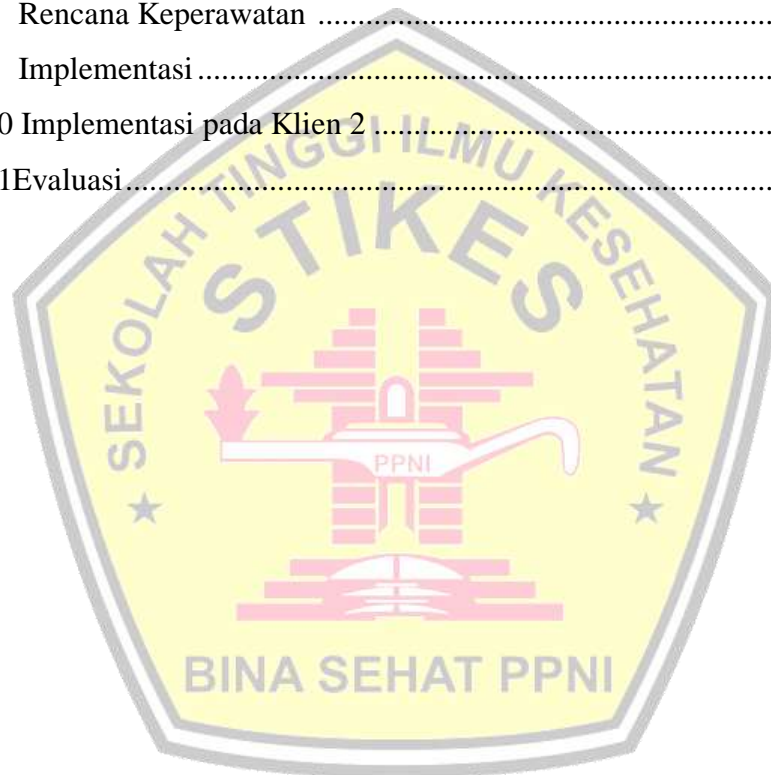 Rencana Keperawatan ........................................................
Implementasi ........................................................................
0 Implementasi pada Klien 2 .................................................
1Evaluasi................................................................................
SEKOLAH TINGGI ILMU KESEHATAN
STIKES
PPNI
BINA SEHAT PPNI